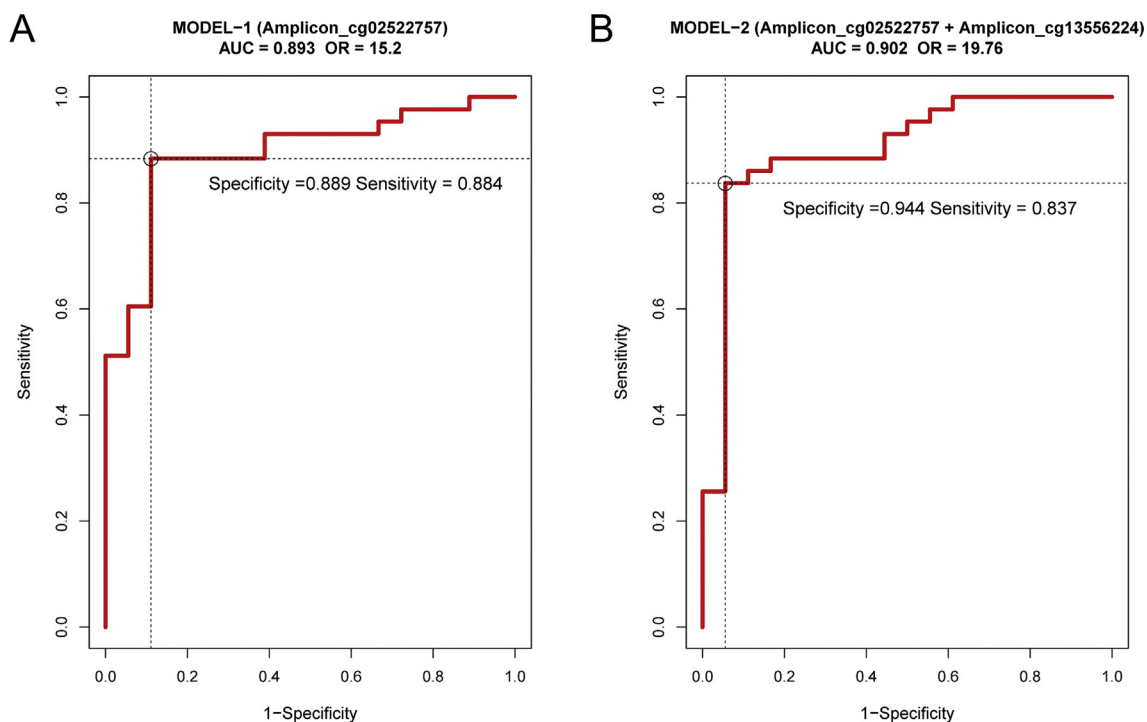 A
MODEL−1 (Amplicon_cg02522757)
AUC = 0.893 OR = 15.2
1.0
0.8
0.6
0.4
0.2
0.0
Sensitivity
Specificity =0.889 Sensitivity = 0.884
0.0 0.2 0.4 0.6 0.8 1.0
1−Specificity
B
MODEL−2 (Amplicon_cg02522757 + Amplicon_cg13556224)
AUC = 0.902 OR = 19.76
1.0
0.8
0.6
0.4
0.2
0.0
Sensitivity
Specificity =0.944 Sensitivity = 0.837
0.0 0.2 0.4 0.6 0.8 1.0
1−Specificity